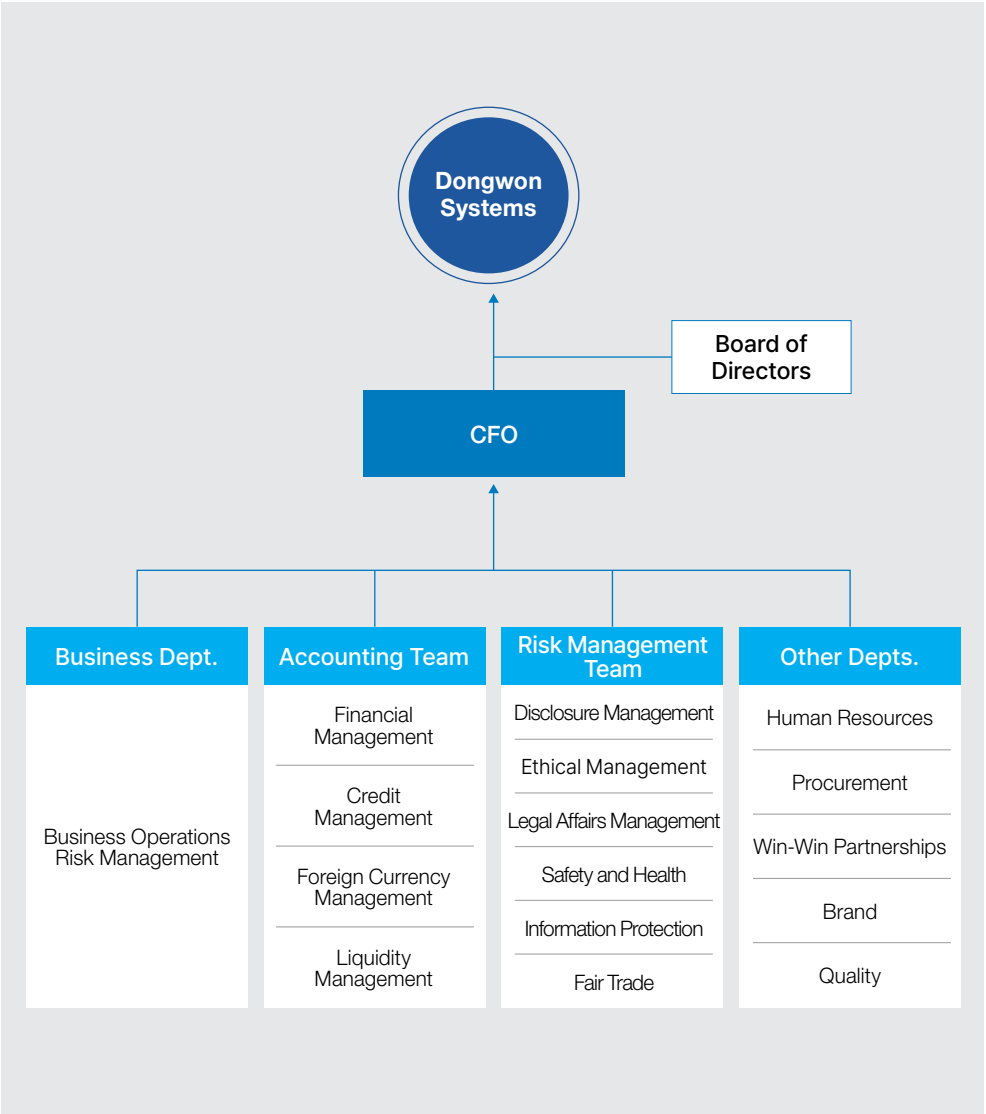 Dongwon
Systems
Board of
Directors
CFO
Business Dept.
Business Operations
Risk Management
Accounting Team
Financial
Management
Credit
Management
Foreign Currency
Management
Liquidity
Management
Risk Management
Team
Disclosure Management
Ethical Management
Legal Affairs Management
Safety and Health
Information Protection
Fair Trade
Other Depts.
Human Resources
Procurement
Win-Win Partnerships
Brand
Quality